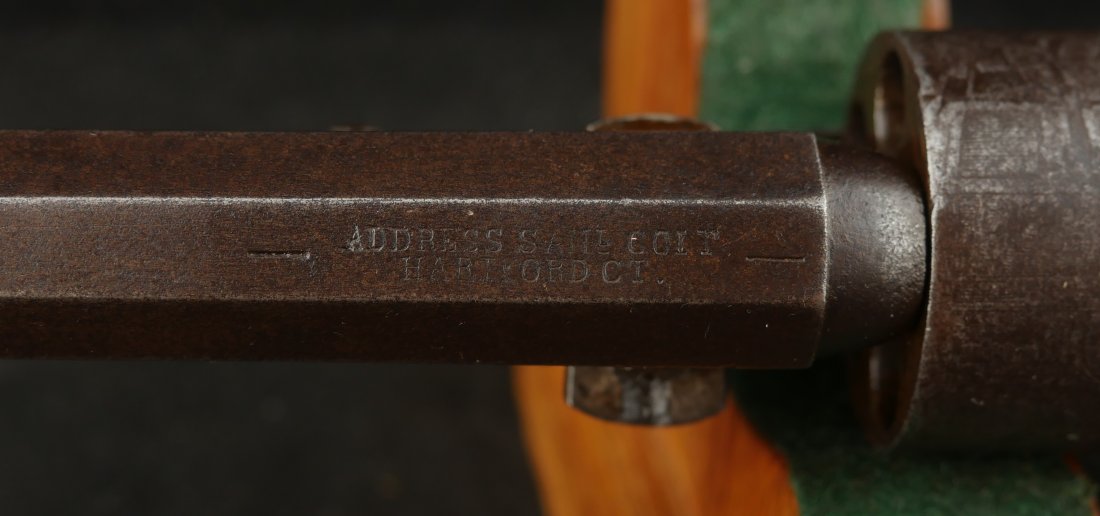 ADDRESS SAML COLT
HARTFORD CT.